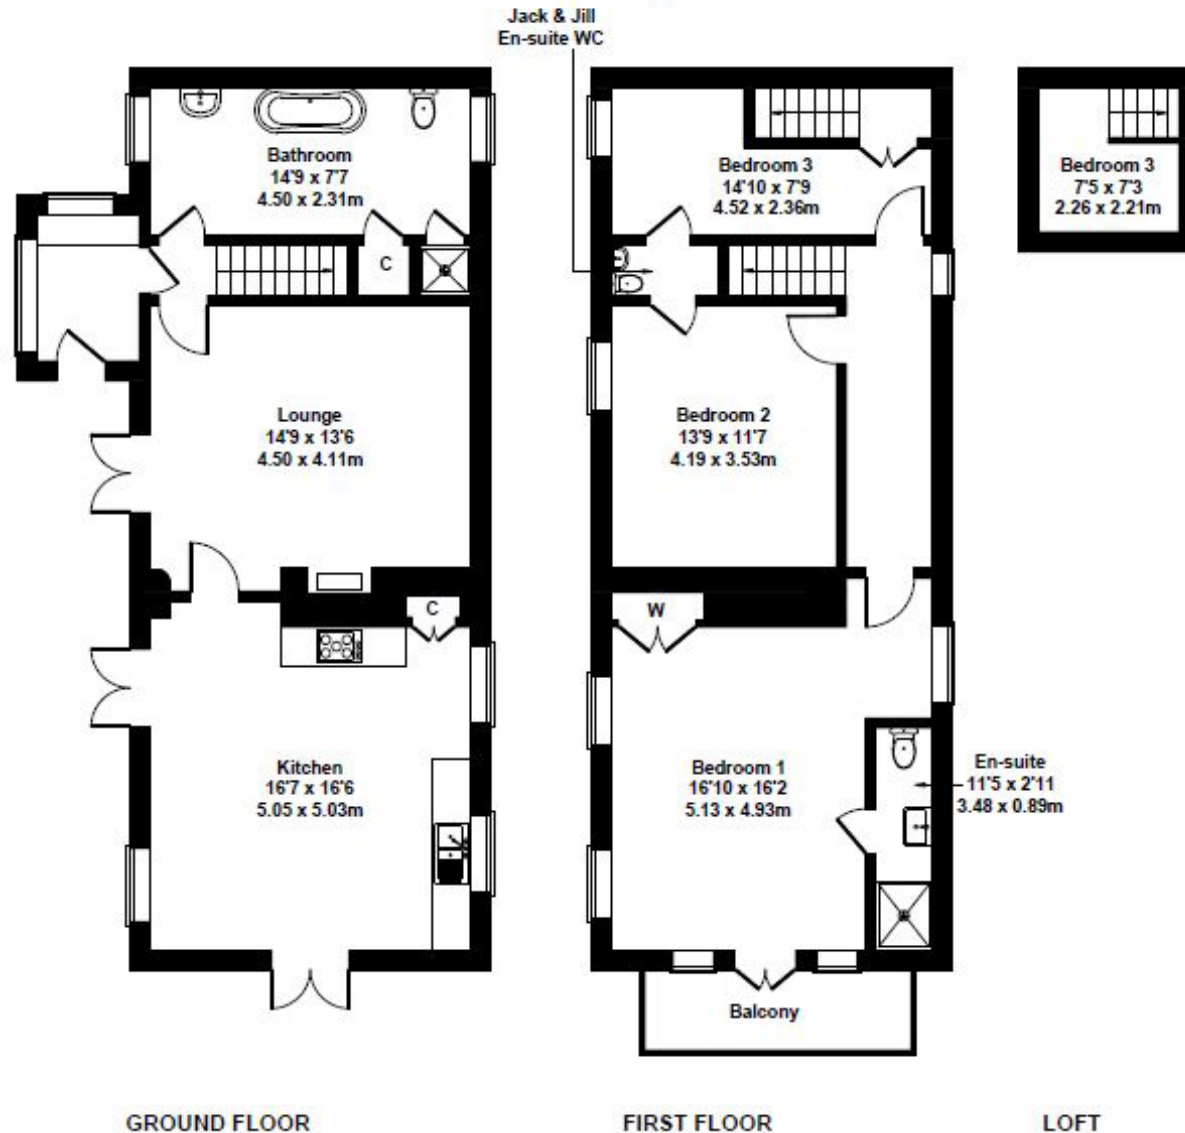 Jack & Jill
En-suite WC
Bathroom
14'9 x 7'7
4.50 x 2.31m
C
Lounge
14'9 x 13'6
4.50 x 4.11m
C
Kitchen
16'7 x 16'6
5.05 x 5.03m
GROUND FLOOR
Bedroom 3
14'10 x 7'9
4.52 x 2.36m
Bedroom 2
13'9 x 11'7
4.19 x 3.53m
W
Bedroom 1
16'10 x 16'2
5.13 x 4.93m
En-suite
11'5 x 2'11
3.48 x 0.89m
Balcony
FIRST FLOOR
Bedroom 3
7'5 x 7'3
2.26 x 2.21m
LOFT